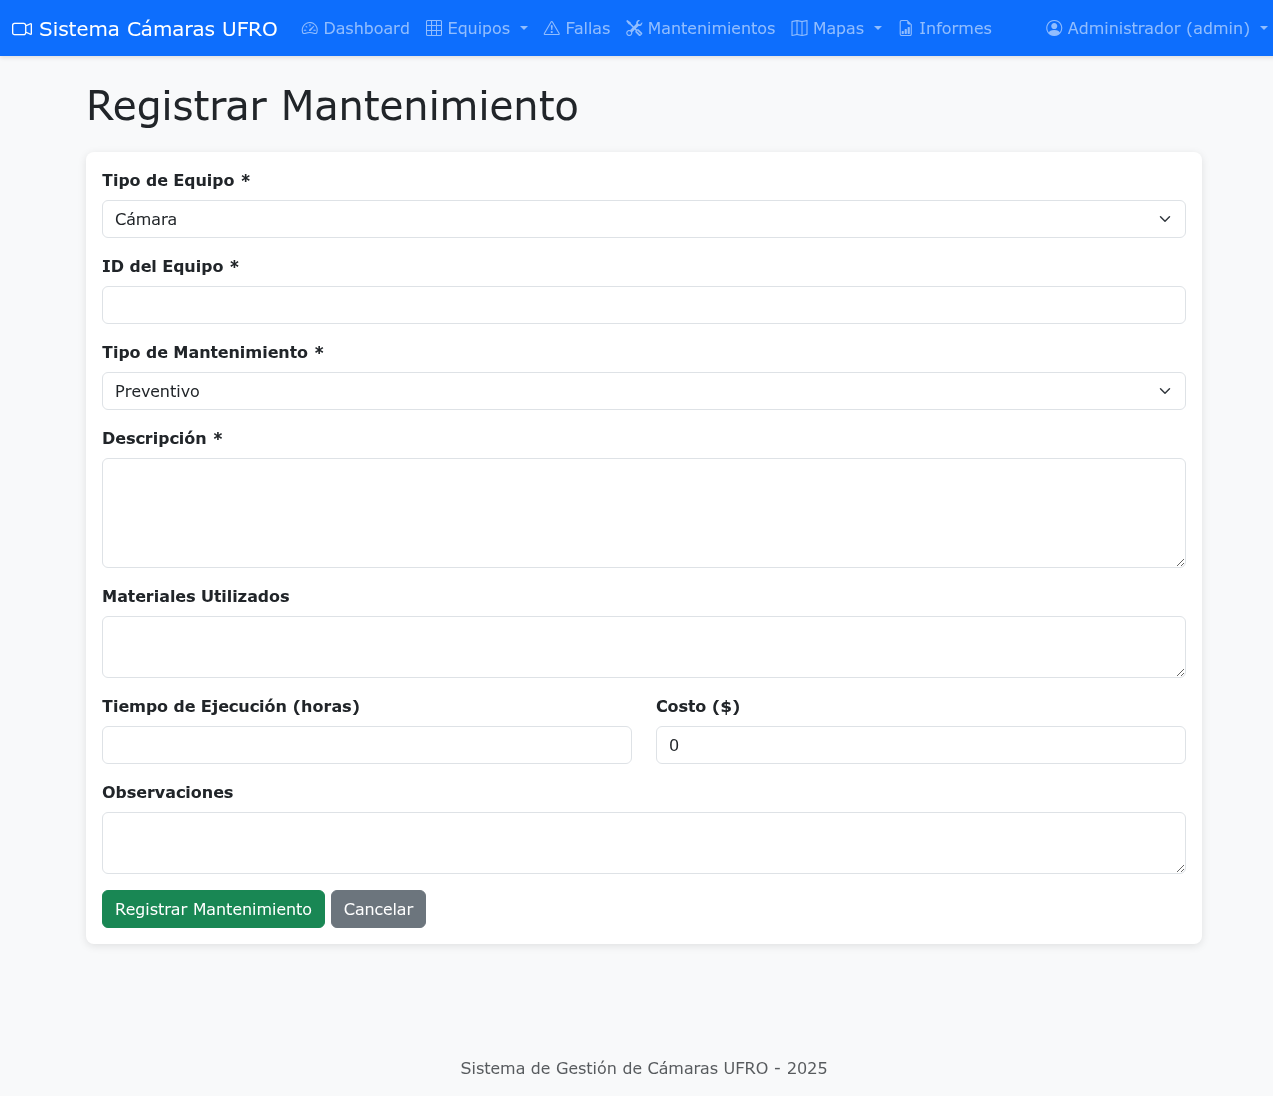 Sistema Cámaras UFRO Dashboard Equipos Fallas Mantenimientos Mapas Informes Administrador (admin)
Registrar Mantenimiento
Tipo de Equipo *
Cámara
ID del Equipo *
Tipo de Mantenimiento *
Preventivo
Descripción *
Materiales Utilizados
Tiempo de Ejecución (horas) Costo ($)
0
Observaciones
Registrar Mantenimiento Cancelar
Sistema de Gestión de Cámaras UFRO - 2025